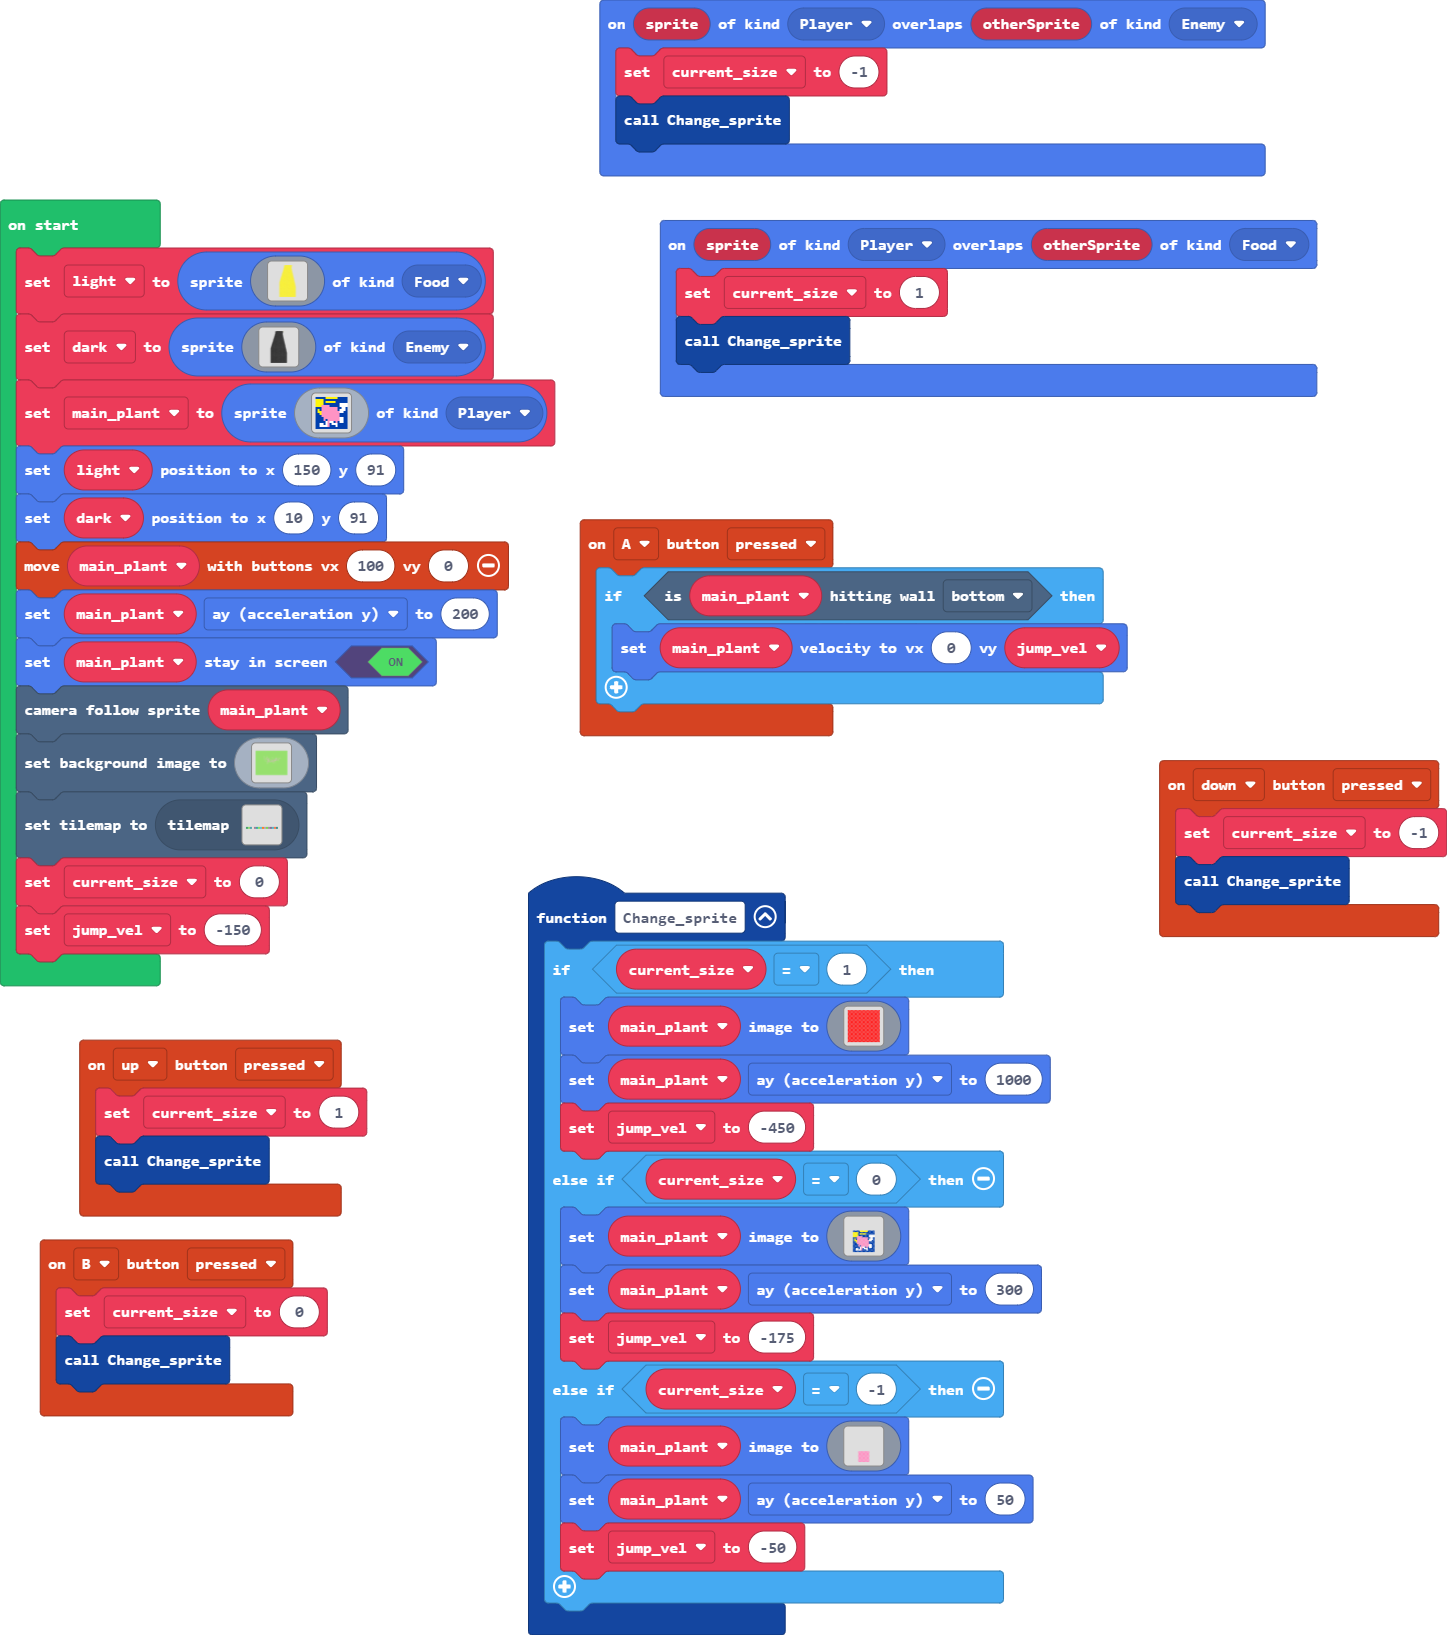 on sprite of kind Player overlaps otherSprite of kind Enemy
set current_size to -1
call Change_sprite
on sprite of kind Player overlaps otherSprite of kind Food
set current_size to 1
call Change_sprite
on start
set light to sprite of kind Food
set dark to sprite of kind Enemy
set main_plant to sprite of kind Player
set light position to x 150 y 91
set dark position to x 10 y 91
move main_plant with buttons vx 100 vy 0
set main_plant ay (acceleration y) to 200
set main_plant stay in screen ON
camera follow sprite main_plant
set background image to
set tilemap to tilemap
set current_size to 0
set jump_vel to -150
on A button pressed
if is main_plant hitting wall bottom then
set main_plant velocity to vx 0 vy jump_vel
on down button pressed
set current_size to -1
call Change_sprite
function Change_sprite
if current_size = 1 then
set main_plant image to
set main_plant ay (acceleration y) to 1000
set jump_vel to -450
else if current_size = 0 then
set main_plant image to
set main_plant ay (acceleration y) to 300
set jump_vel to -175
else if current_size = -1 then
set main_plant image to
set main_plant ay (acceleration y) to 50
set jump_vel to -50
on up button pressed
set current_size to 1
call Change_sprite
on B button pressed
set current_size to 0
call Change_sprite